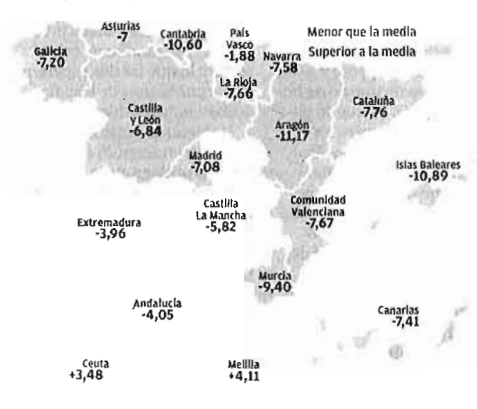 Asturias
-7
Cantabria
-10,60
País
Vasco
-1,88
Menor que la media
Superior a la media
Galicia
-7,20
Navarra
-7,58
La Rioja
-7,66
Castilla
y León
-6,84
Cataluña
-7,76
Aragón
-11,17
Madrid
-7,08
Islas Baleares
-10,89
Extremadura
-3,96
Castilla
La Mancha
-5,82
Comunidad
Valenciana
-7,67
Murcia
-9,40
Andalucía
-4,05
Canarias
-7,41
Ceuta
+3,48
Melilla
+4,11